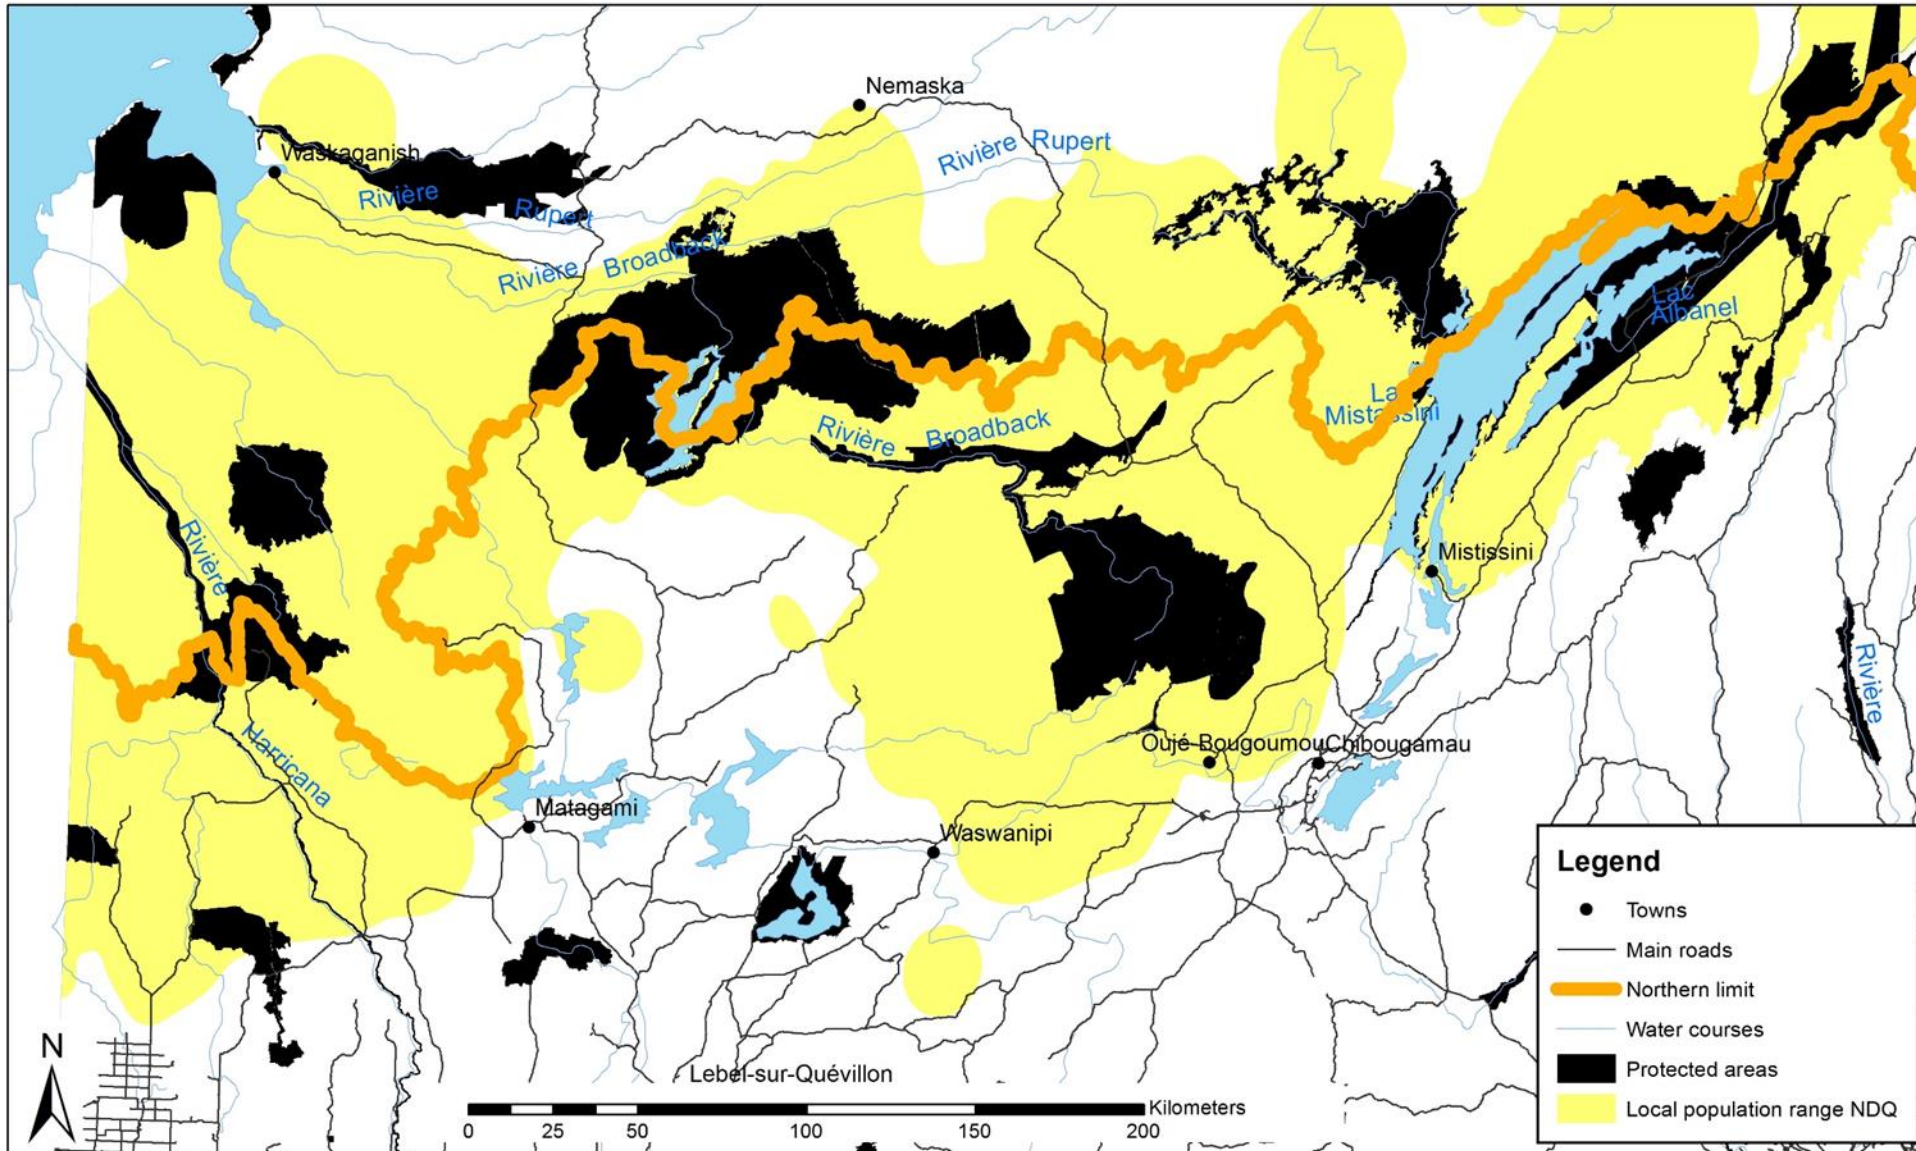 Nemaska
Waskaganish
Rivière Rupert
Rivière
Rupert
Rivière Broadback
Lac
Albanel
Lac
Mistassini
Rivière Broadback
Rivière
Mistissini
Harricana
Rivière
Oujé-Bougoumou
Chibougamau
Matagami
Waswanipi
Lebel-sur-Quévillon
N
Kilometers
0 25 50 100 150 200
Legend
Towns
Main roads
Northern limit
Water courses
Protected areas
Local population range NDQ